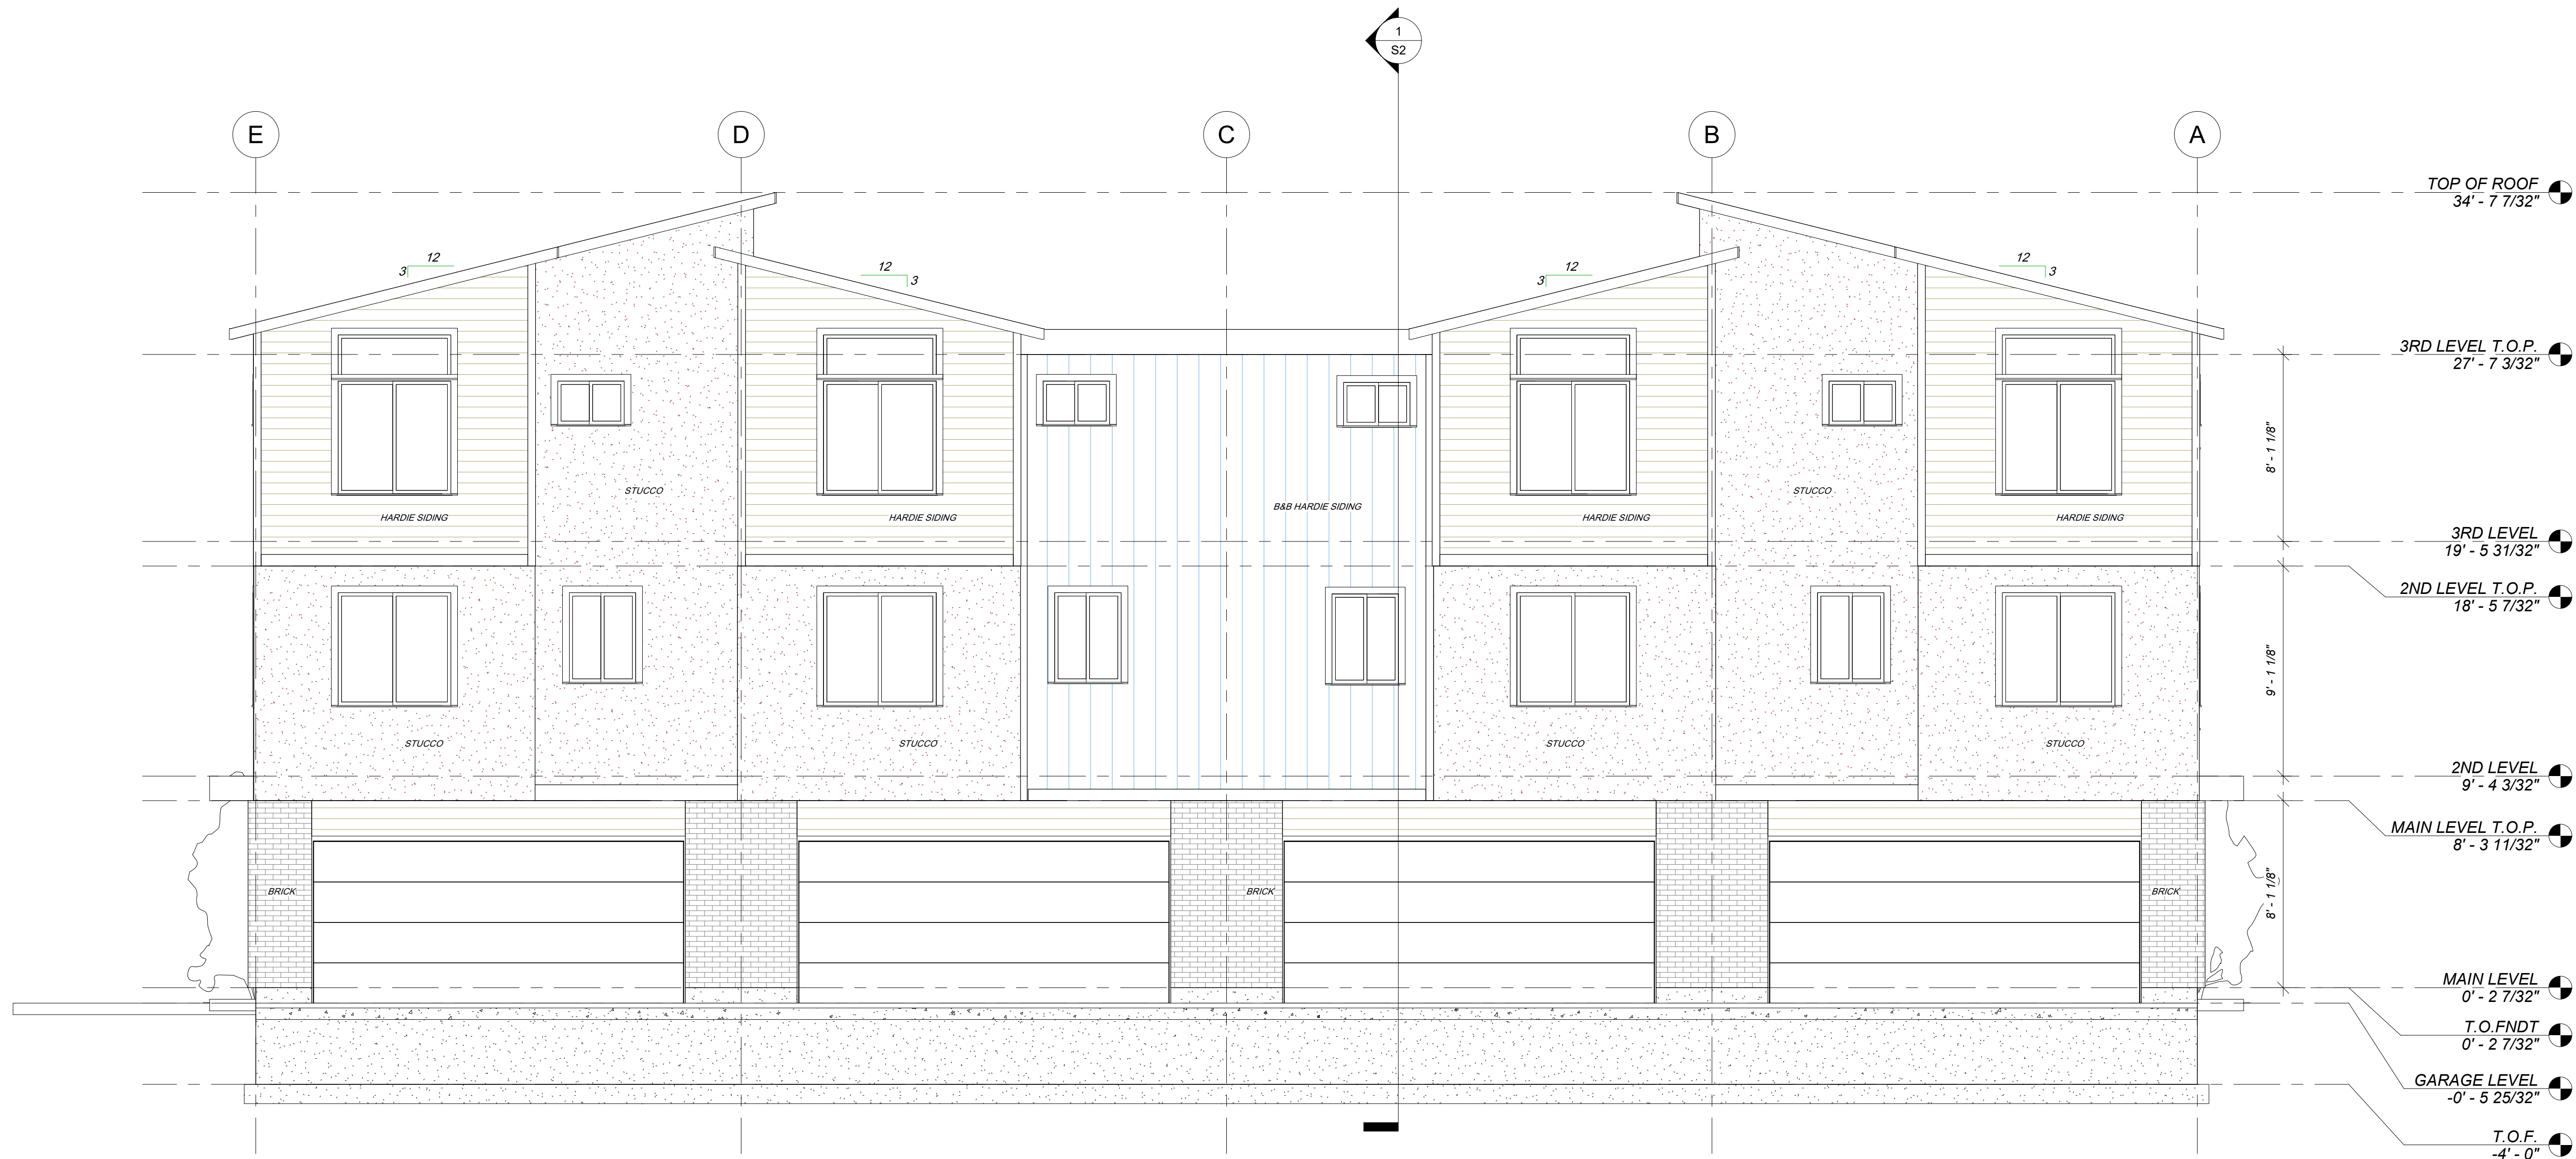 1
S2
E
D
C
B
A
TOP OF ROOF
34' - 7 7/32"
12
3
12
3
12
3
12
3
3RD LEVEL T.O.P.
27' - 7 3/32"
8' - 1 1/8"
STUCCO
STUCCO
B&B HARDIE SIDING
HARDIE SIDING
HARDIE SIDING
HARDIE SIDING
HARDIE SIDING
3RD LEVEL
19' - 5 31/32"
2ND LEVEL T.O.P.
18' - 5 7/32"
9' - 1 1/8"
STUCCO
STUCCO
STUCCO
STUCCO
2ND LEVEL
9' - 4 3/32"
MAIN LEVEL T.O.P.
8' - 3 11/32"
8' - 1 1/8"
BRICK
BRICK
BRICK
MAIN LEVEL
0' - 2 7/32"
T.O.FNDT
0' - 2 7/32"
GARAGE LEVEL
-0' - 5 25/32"
T.O.F.
-4' - 0"